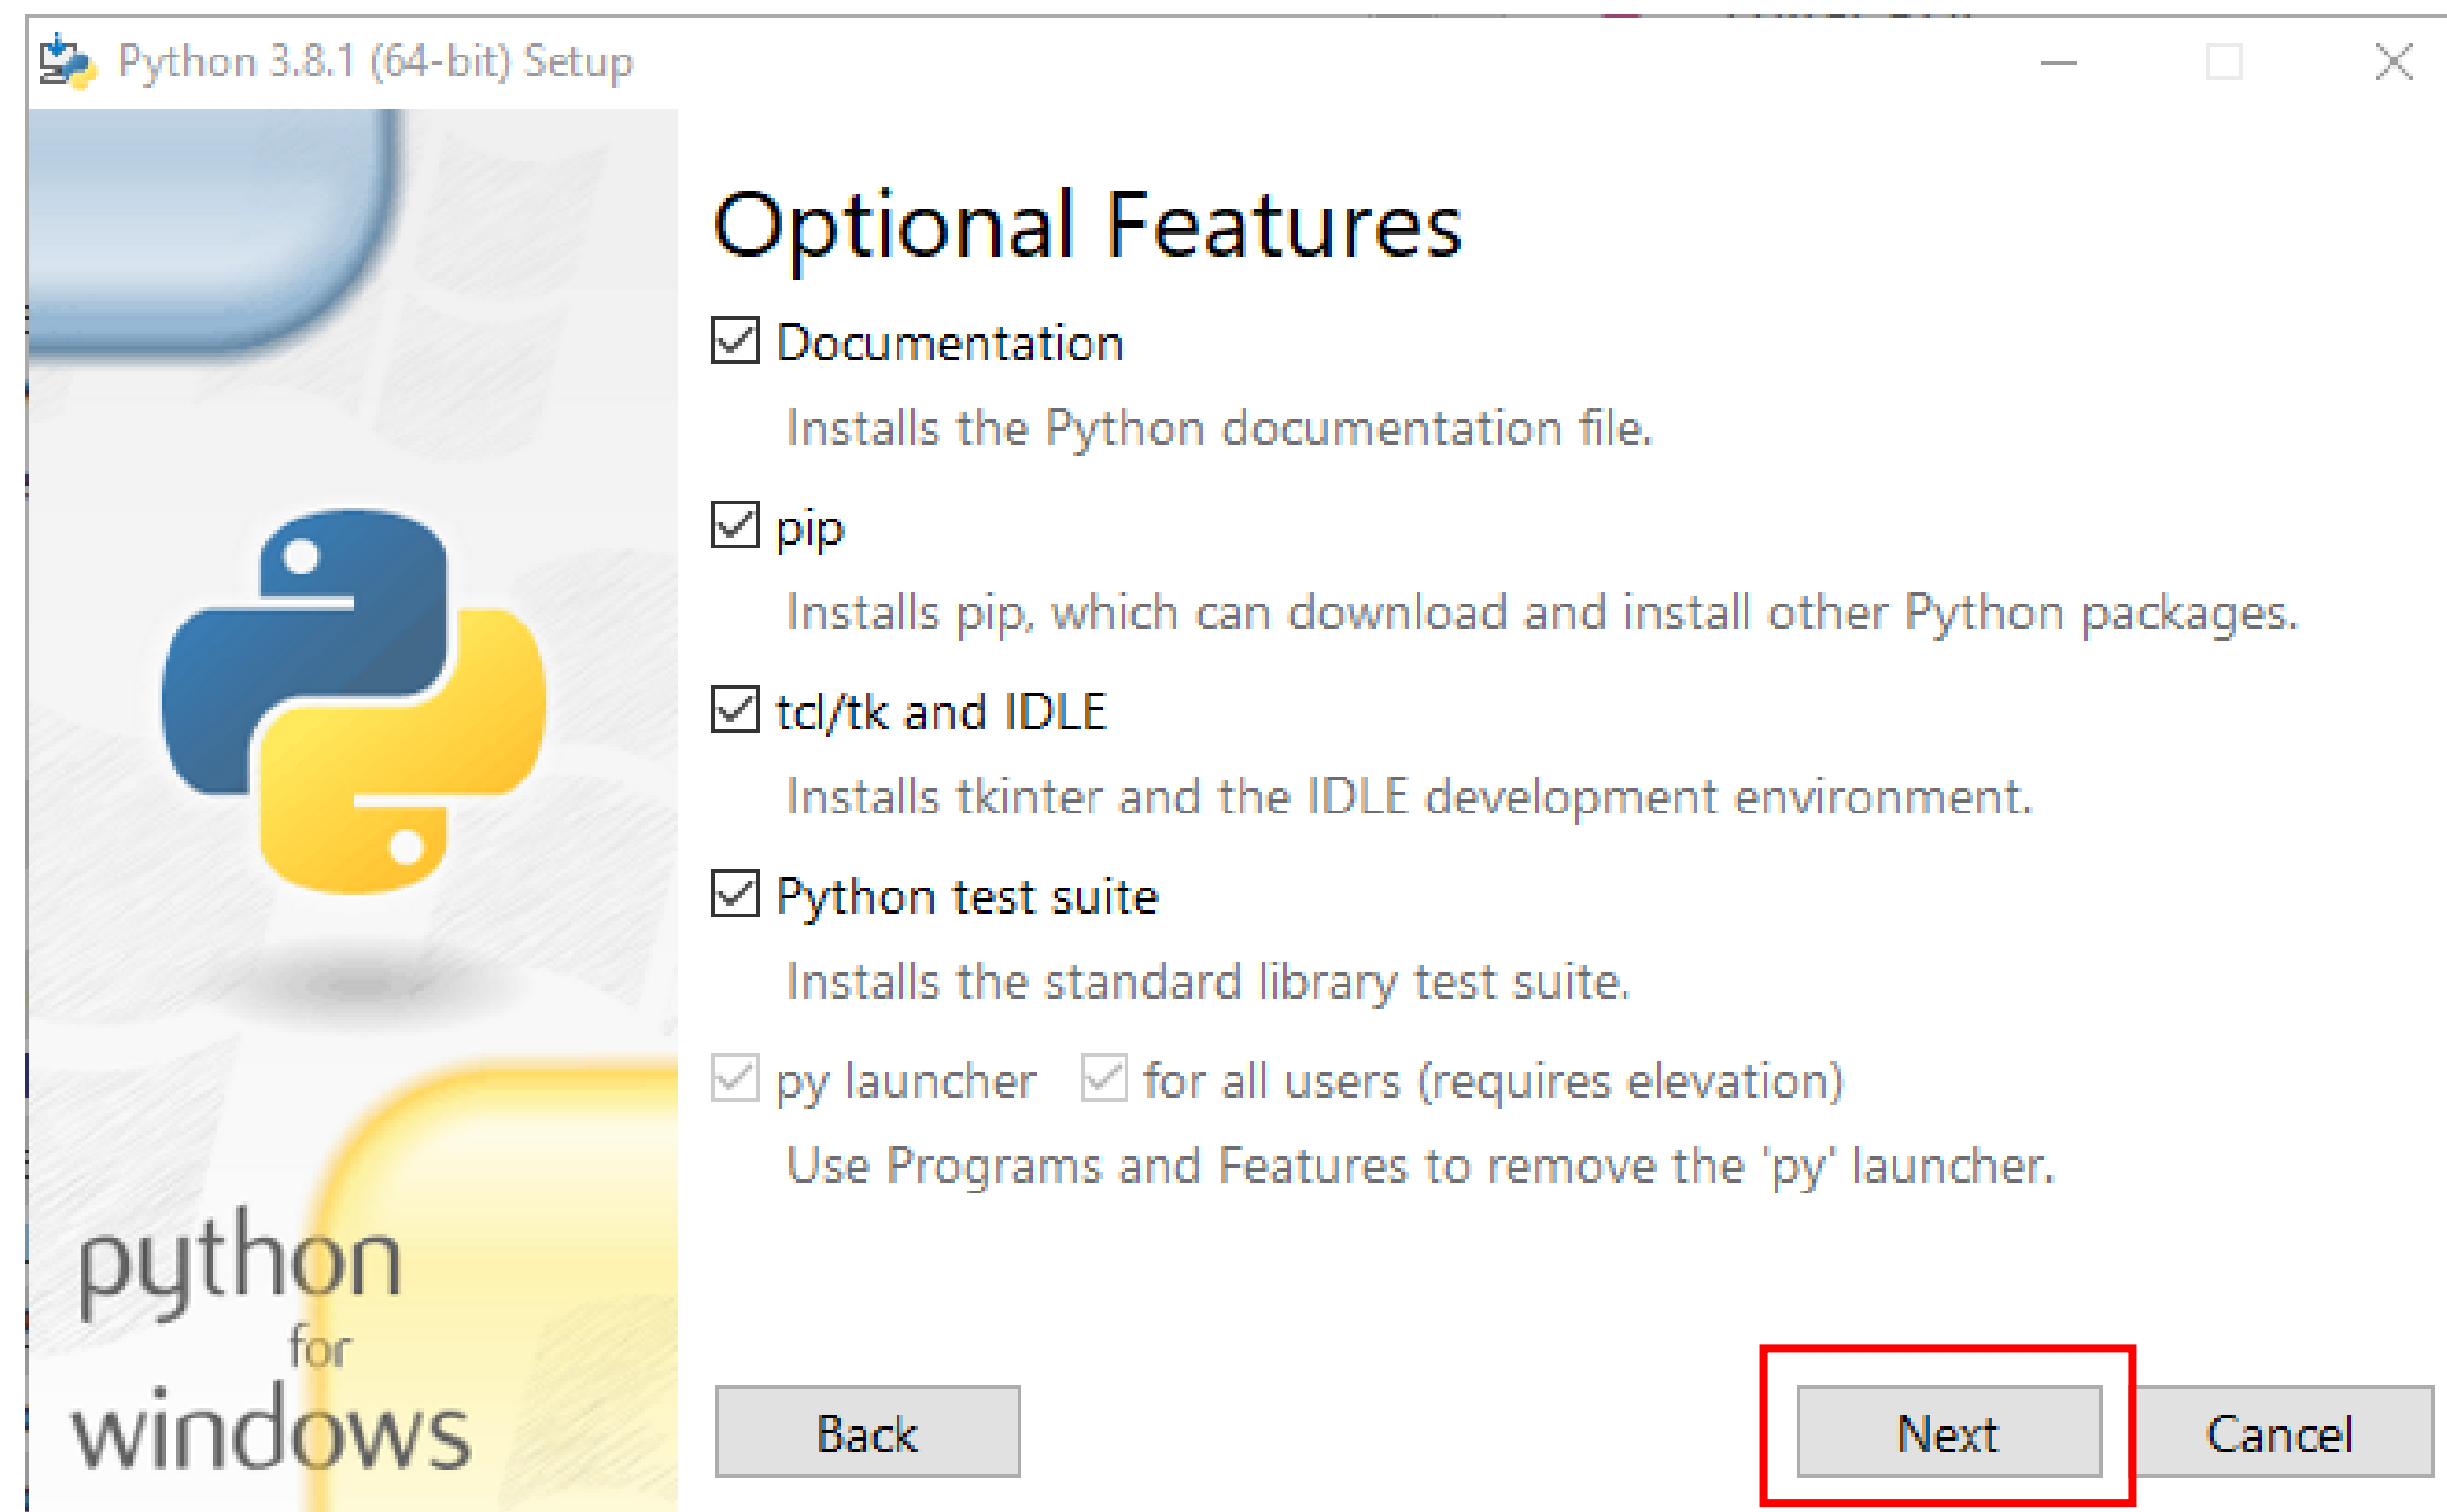 Python 3.8.1 (64-bit) Setup
Optional Features
Documentation
Installs the Python documentation file.
pip
Installs pip, which can download and install other Python packages.
tcl/tk and IDLE
Installs tkinter and the IDLE development environment.
Python test suite
Installs the standard library test suite.
py launcher for all users (requires elevation)
Use Programs and Features to remove the 'py' launcher.
python
for
windows
Back Next Cancel